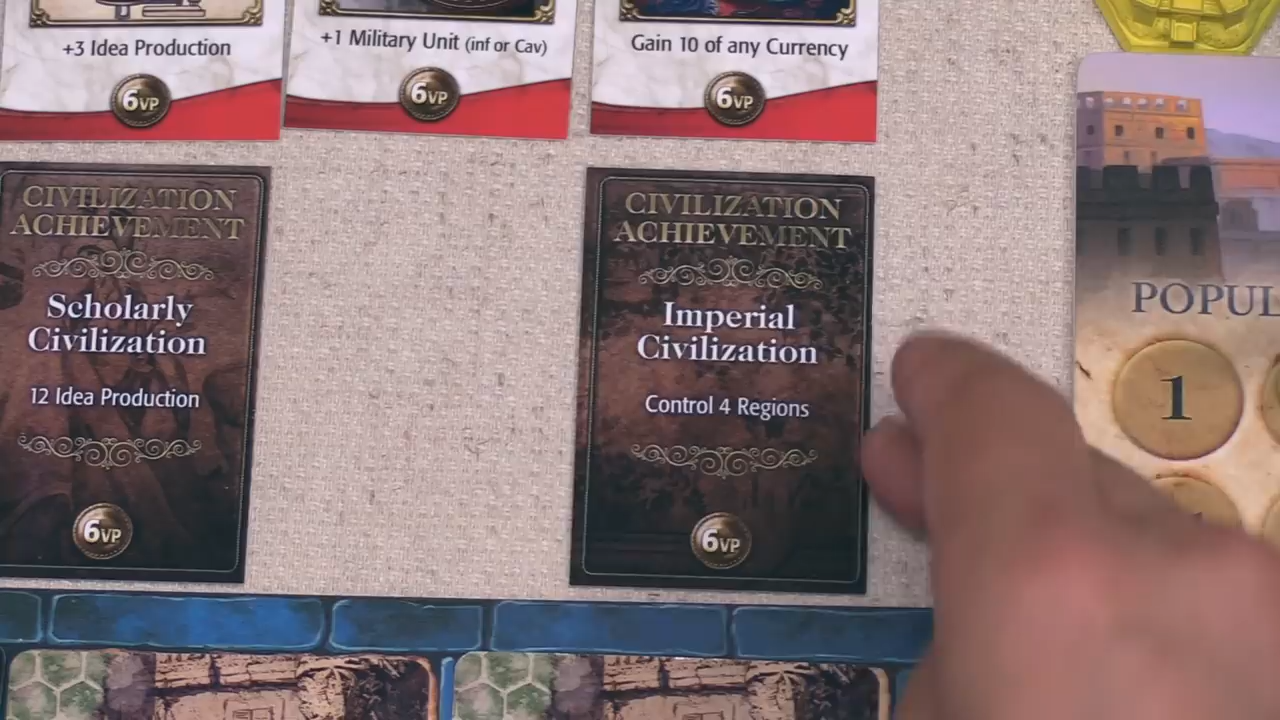 +3 Idea Production
6VP
+1 Military Unit (inf or Cav)
6VP
Gain 10 of any Currency
6VP
CIVILIZATION
ACHIEVEMENT
Scholarly
Civilization
12 Idea Production
6VP
CIVILIZATION
ACHIEVEMENT
Imperial
Civilization
Control 4 Regions
6VP
POPUL
1